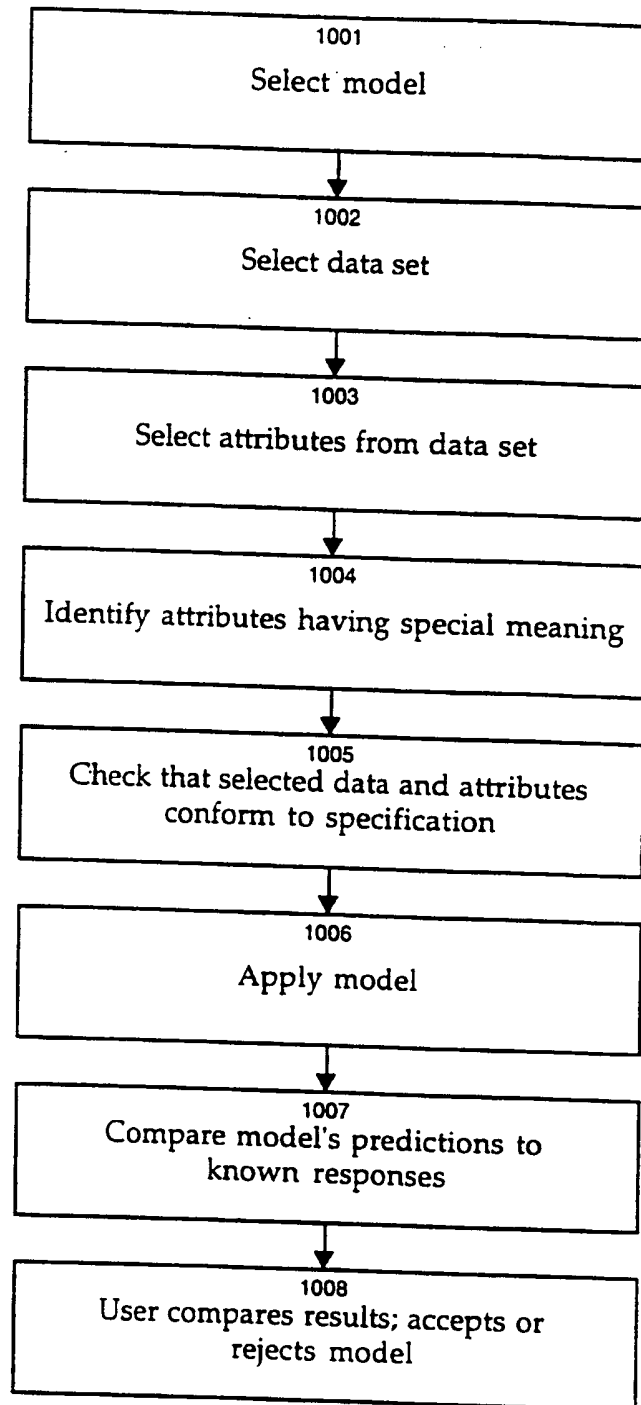 1001
Select model
1002
Select data set
1003
Select attributes from data set
1004
Identify attributes having special meaning
1005
Check that selected data and attributes
conform to specification
1006
Apply model
1007
Compare model's predictions to
known responses
1008
User compares results; accepts or
rejects model